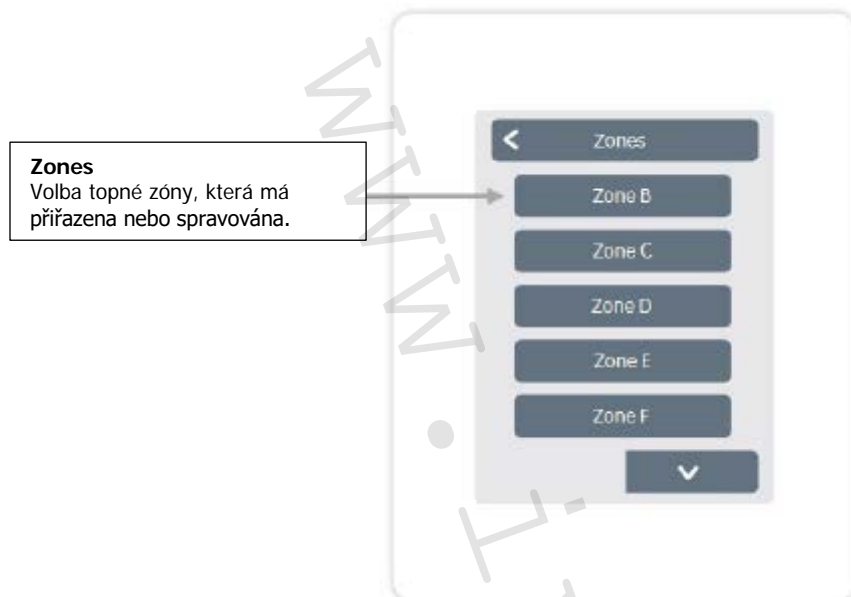 Zones
Volba topné zóny, která má
přiřazena nebo spravována.
Zones
Zone B
Zone C
Zone D
Zone E
Zone F